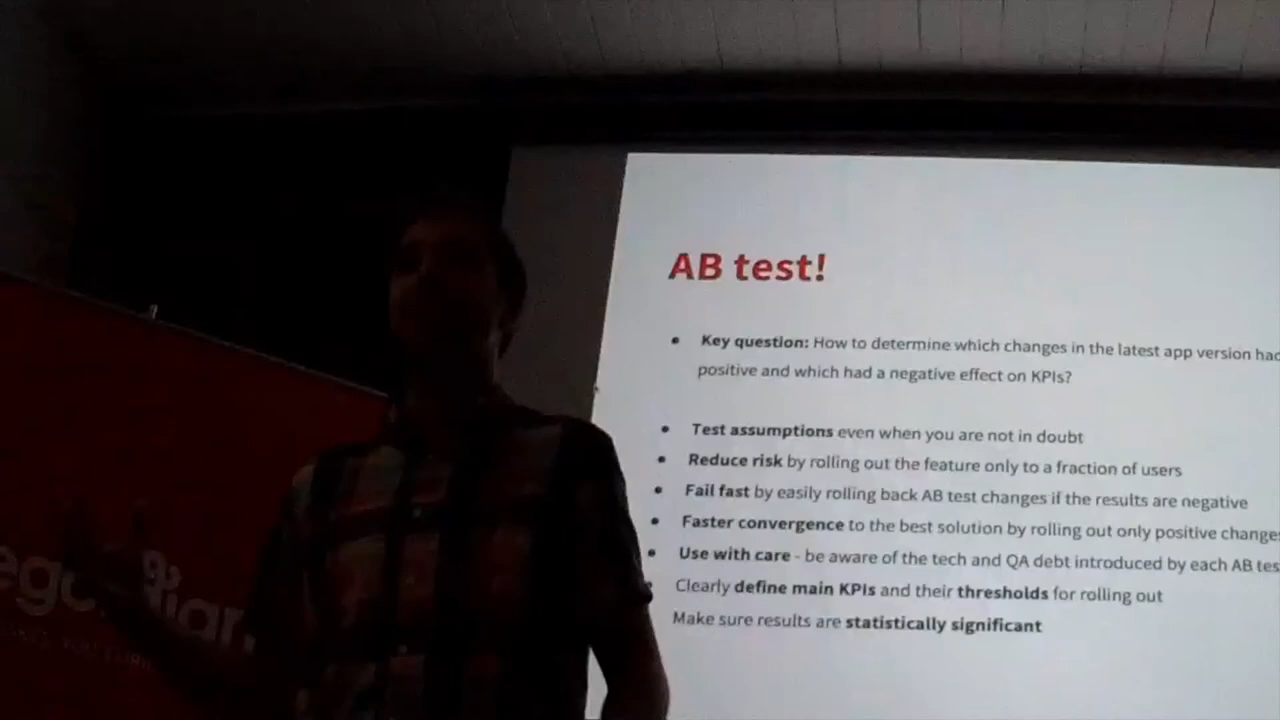 AB test!
Key question: How to determine which changes in the latest app version had
positive and which had a negative effect on KPIs?
Test assumptions even when you are not in doubt
Reduce risk by rolling out the feature only to a fraction of users
Fail fast by easily rolling back AB test changes if the results are negative
Faster convergence to the best solution by rolling out only positive changes
Use with care - be aware of the tech and QA debt introduced by each AB tes
Clearly define main KPIs and their thresholds for rolling out
Make sure results are statistically significant